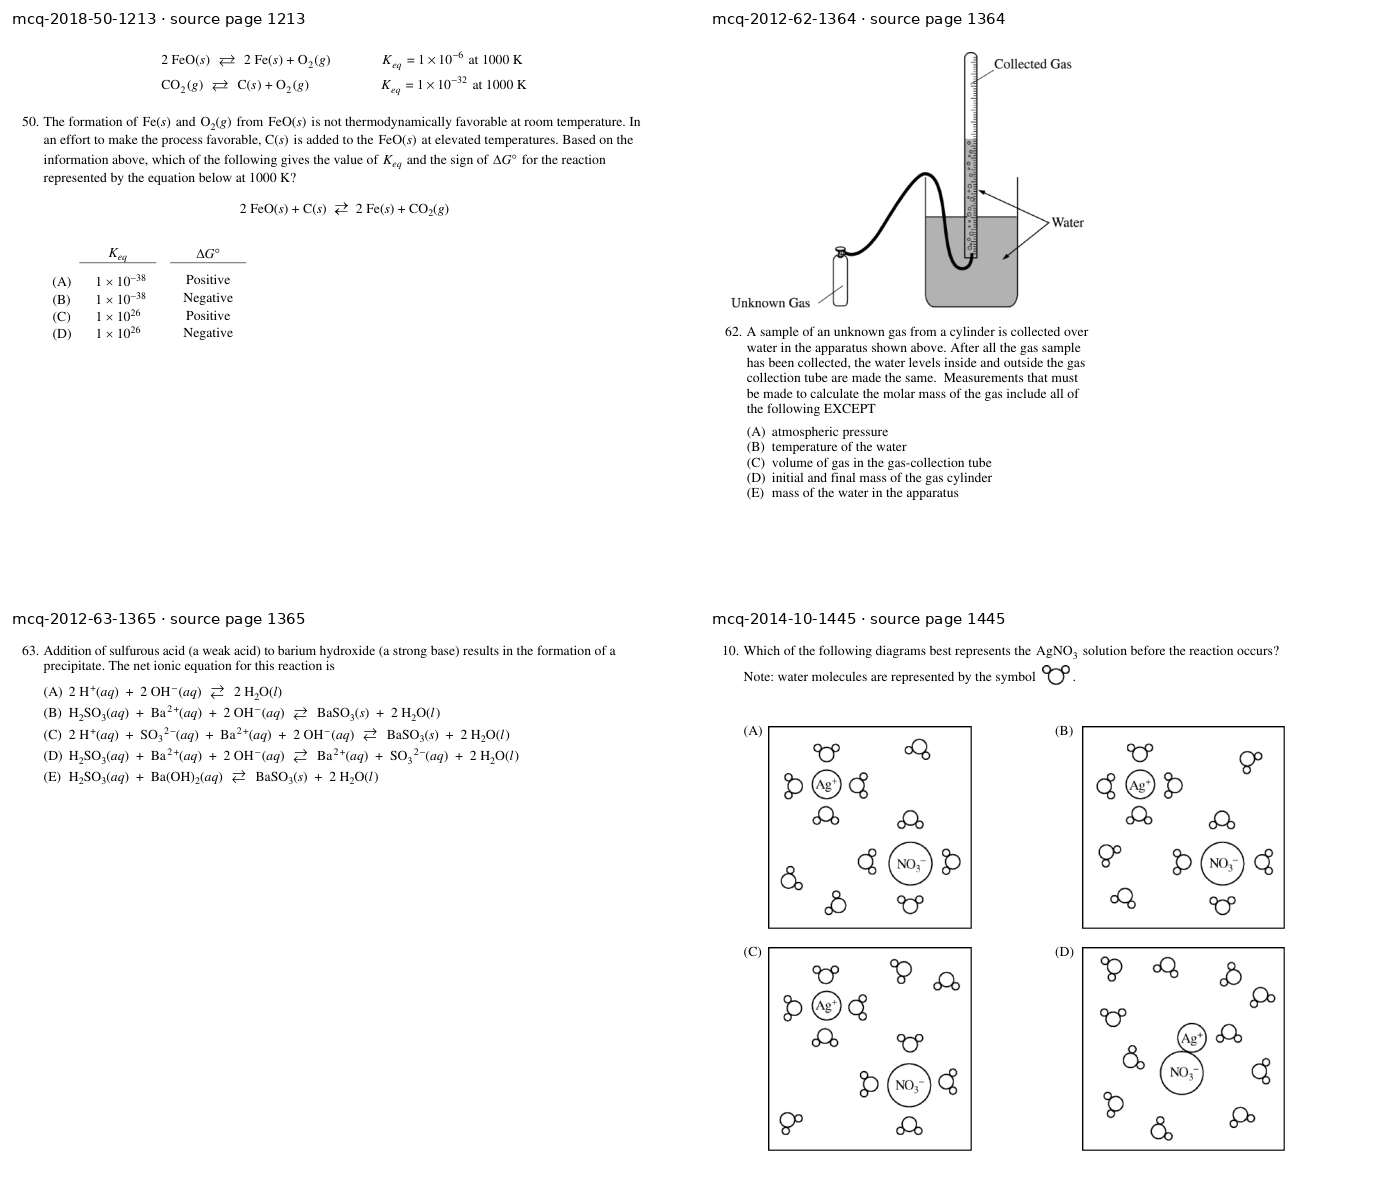 mcq-2018-50-1213 · source page 1213
2 FeO(s) ⇄ 2 Fe(s) + O₂(g) K_eq = 1 × 10⁻⁶ at 1000 K
CO₂(g) ⇄ C(s) + O₂(g) K_eq = 1 × 10⁻³² at 1000 K
50. The formation of Fe(s) and O₂(g) from FeO(s) is not thermodynamically favorable at room temperature. In
an effort to make the process favorable, C(s) is added to the FeO(s) at elevated temperatures. Based on the
information above, which of the following gives the value of K_eq and the sign of ΔG° for the reaction
represented by the equation below at 1000 K?
2 FeO(s) + C(s) ⇄ 2 Fe(s) + CO₂(g)
K_eq ΔG°
(A) 1 × 10⁻³⁸ Positive
(B) 1 × 10⁻³⁸ Negative
(C) 1 × 10²⁶ Positive
(D) 1 × 10²⁶ Negative
mcq-2012-62-1364 · source page 1364
Collected Gas
Water
Unknown Gas
62. A sample of an unknown gas from a cylinder is collected over
water in the apparatus shown above. After all the gas sample
has been collected, the water levels inside and outside the gas
collection tube are made the same. Measurements that must
be made to calculate the molar mass of the gas include all of
the following EXCEPT
(A) atmospheric pressure
(B) temperature of the water
(C) volume of gas in the gas-collection tube
(D) initial and final mass of the gas cylinder
(E) mass of the water in the apparatus
mcq-2012-63-1365 · source page 1365
63. Addition of sulfurous acid (a weak acid) to barium hydroxide (a strong base) results in the formation of a
precipitate. The net ionic equation for this reaction is
(A) 2 H⁺(aq) + 2 OH⁻(aq) ⇄ 2 H₂O(l)
(B) H₂SO₃(aq) + Ba²⁺(aq) + 2 OH⁻(aq) ⇄ BaSO₃(s) + 2 H₂O(l)
(C) 2 H⁺(aq) + SO₃²⁻(aq) + Ba²⁺(aq) + 2 OH⁻(aq) ⇄ BaSO₃(s) + 2 H₂O(l)
(D) H₂SO₃(aq) + Ba²⁺(aq) + 2 OH⁻(aq) ⇄ Ba²⁺(aq) + SO₃²⁻(aq) + 2 H₂O(l)
(E) H₂SO₃(aq) + Ba(OH)₂(aq) ⇄ BaSO₃(s) + 2 H₂O(l)
mcq-2014-10-1445 · source page 1445
10. Which of the following diagrams best represents the AgNO₃ solution before the reaction occurs?
Note: water molecules are represented by the symbol .
(A)
Ag⁺
NO₃⁻
(B)
Ag⁺
NO₃⁻
(C)
Ag⁺
NO₃⁻
(D)
Ag⁺
NO₃⁻